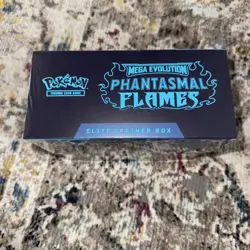 Pokémon
TRADING CARD GAME
MEGA EVOLUTION
PHANTASMAL
FLAMES
ELITE TRAINER BOX